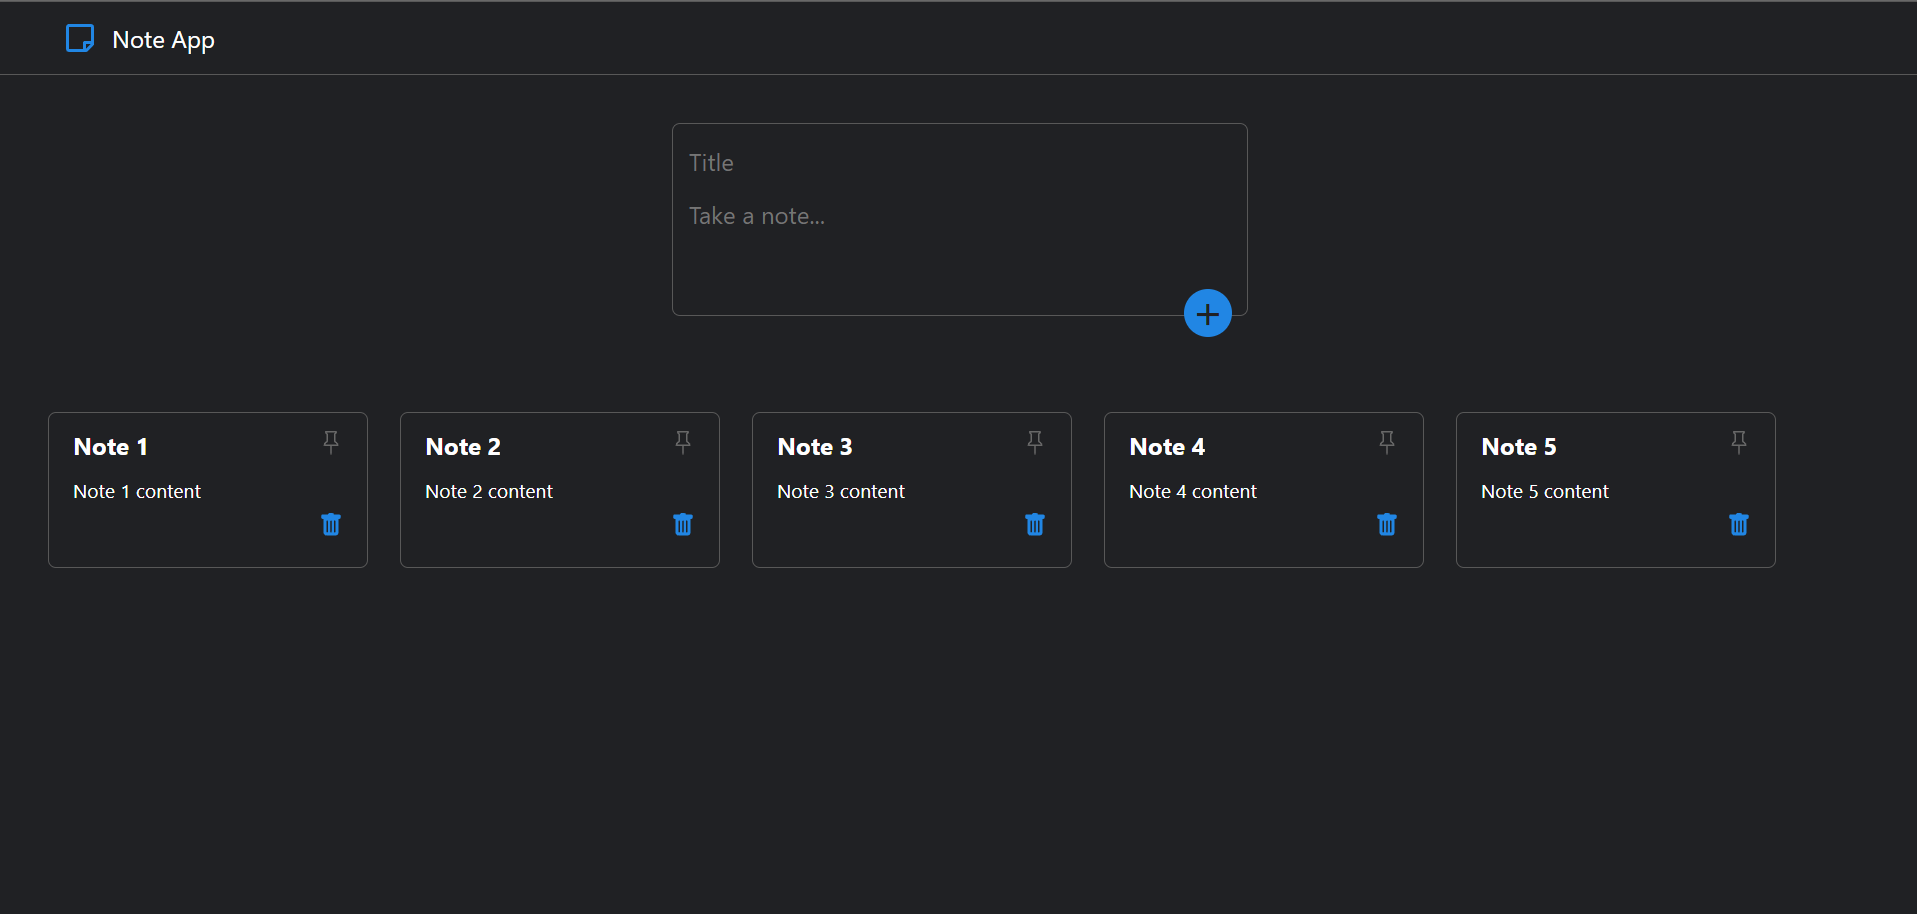 Note App
Title
Take a note...
Note 1
Note 1 content
Note 2
Note 2 content
Note 3
Note 3 content
Note 4
Note 4 content
Note 5
Note 5 content